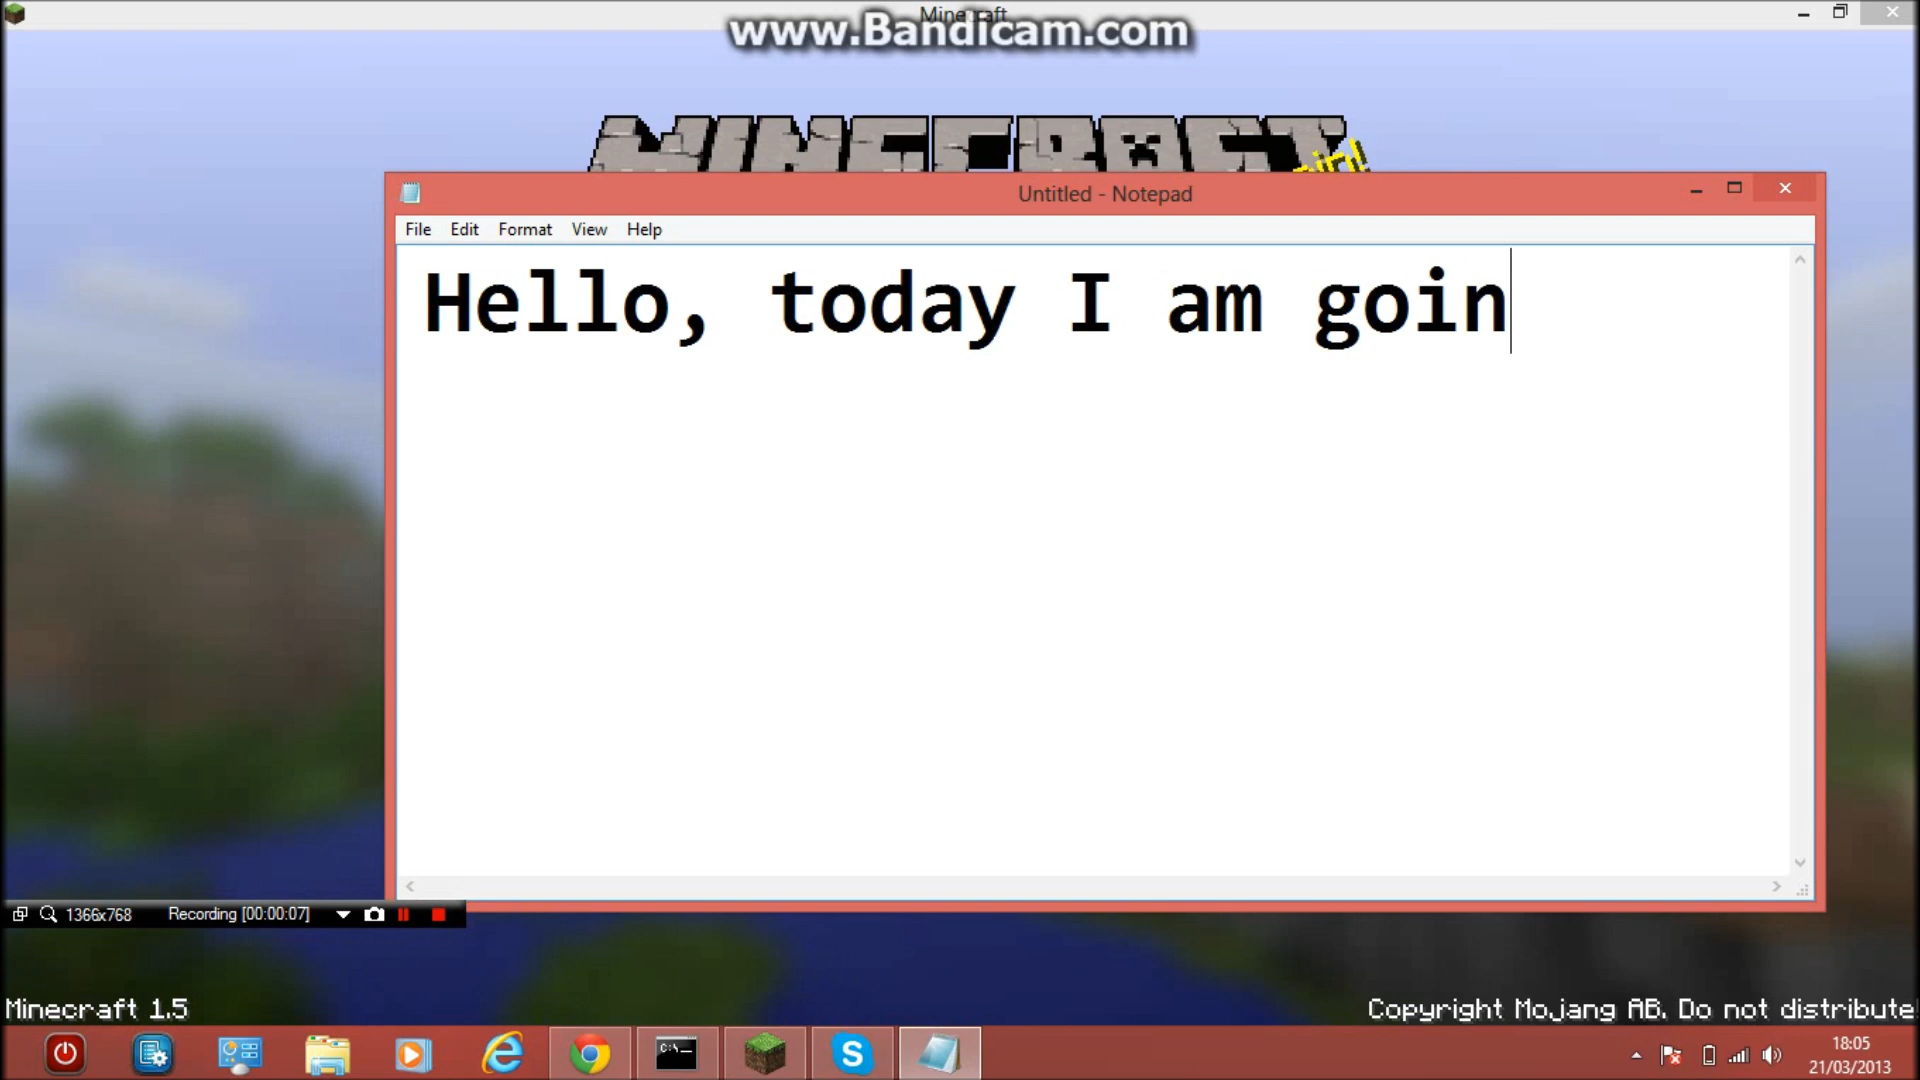 Minecraft
www.Bandicam.com
MINECRAFT
Untitled - Notepad
File Edit Format View Help
Hello, today I am goin
1366x768 Recording [00:00:07]
Minecraft 1.5
Copyright Mojang AB. Do not distribute!
C:\_
18:05
21/03/2013